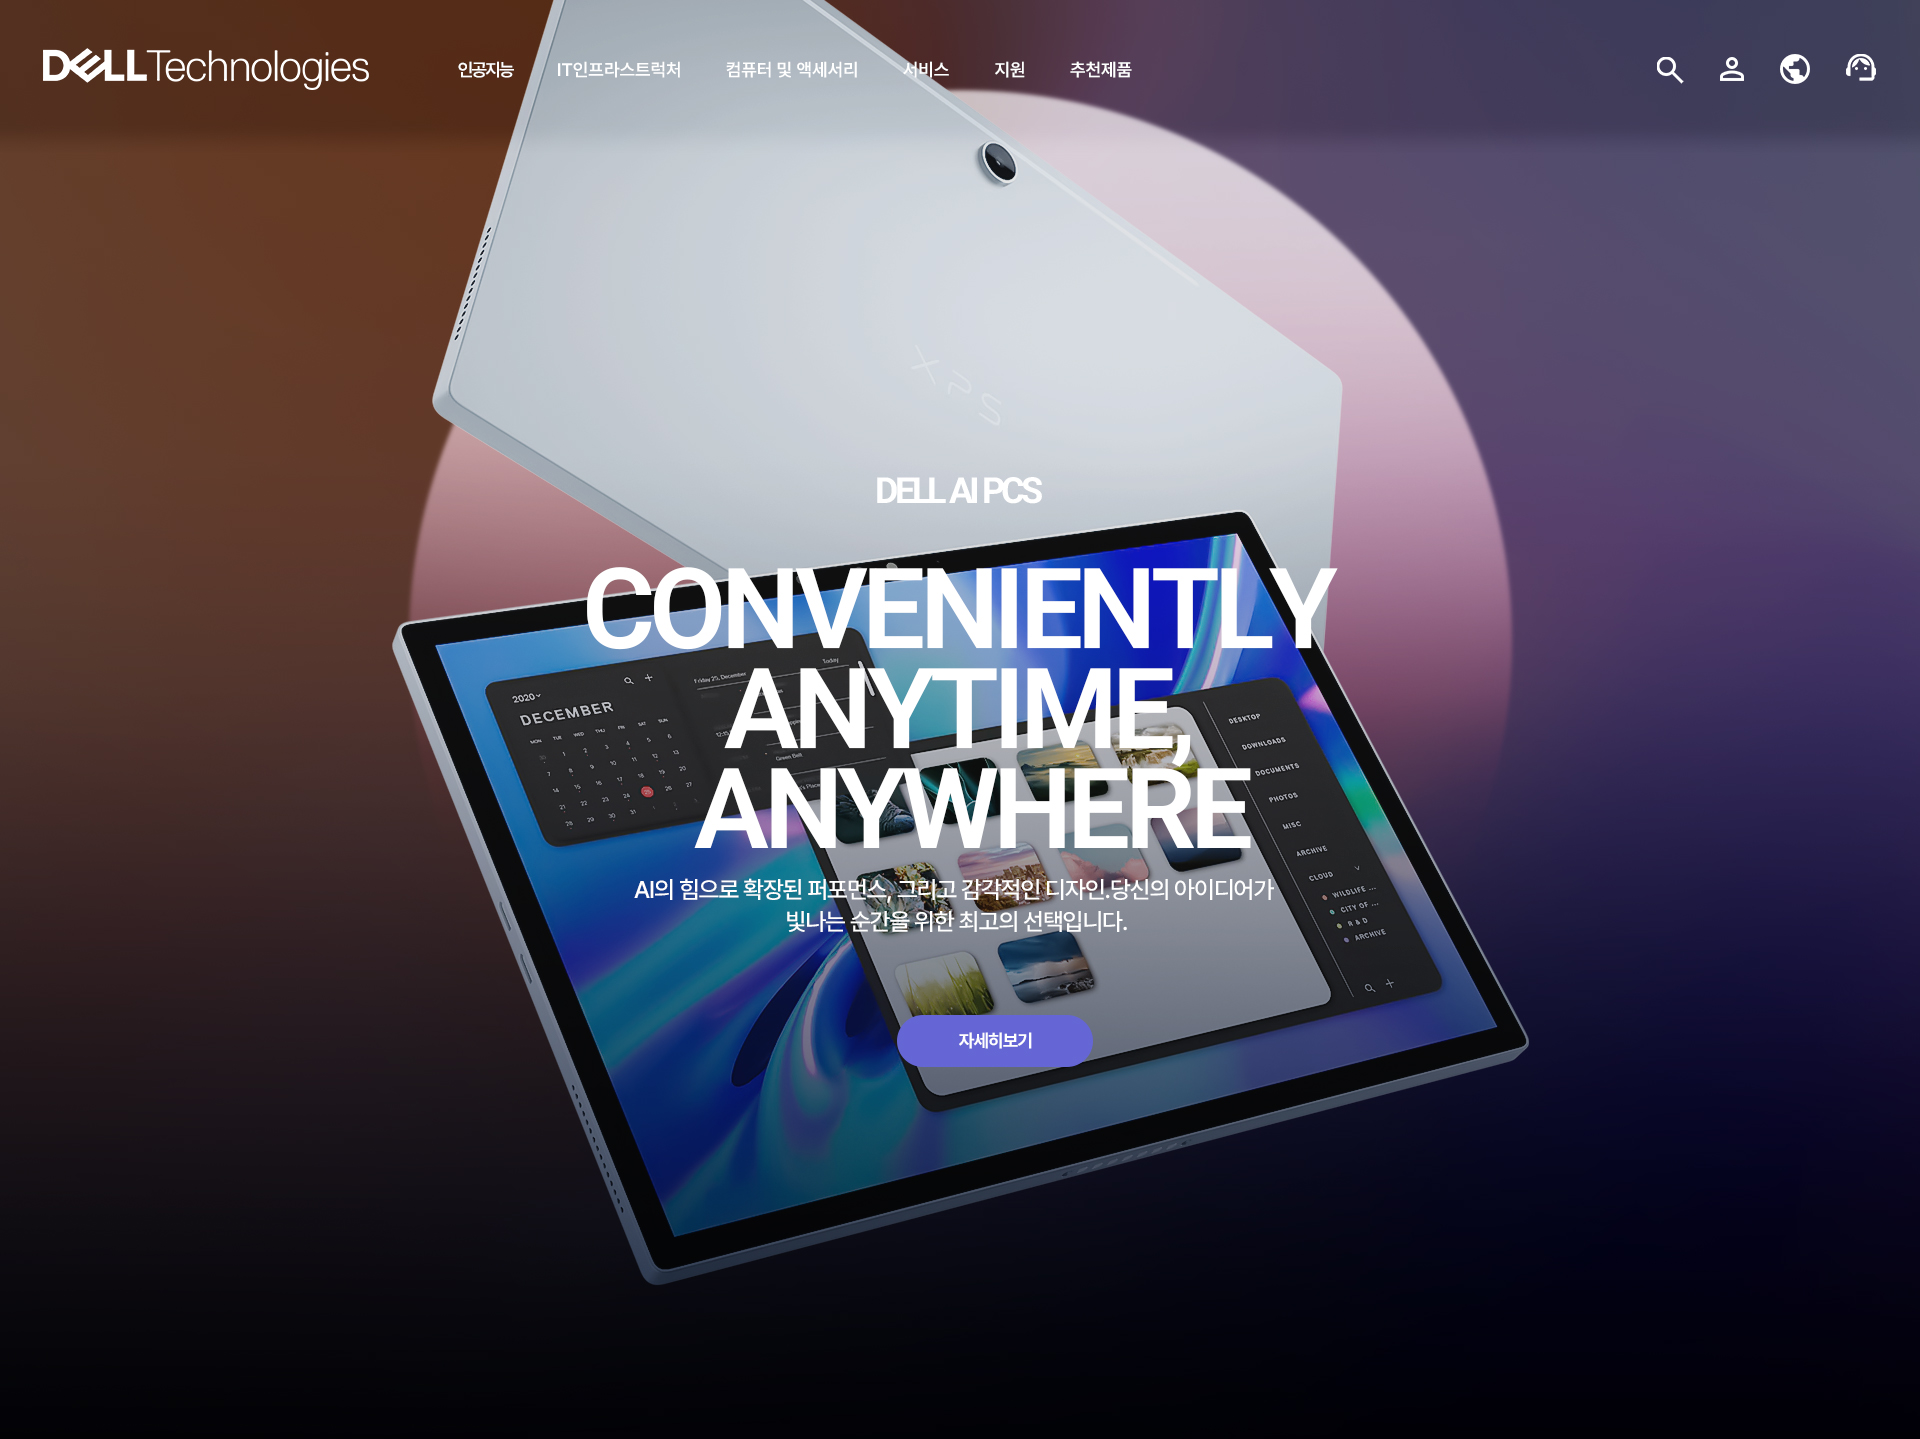 DELL Technologies
인공지능
IT인프라스트럭처
컴퓨터 및 액세서리
서비스
지원
추천제품
XPS
DELL AI PCS
CONVENIENTLY
ANYTIME,
ANYWHERE
AI의 힘으로 확장된 퍼포먼스, 그리고 감각적인 디자인.당신의 아이디어가
빛나는 순간을 위한 최고의 선택입니다.
자세히보기
2020
DECEMBER
MON TUE WED THU FRI SAT SUN
1 2 3 4 5 6
7 8 9 10 11 12 13
14 15 16 17 18 19 20
21 22 23 24 25 26 27
28 29 30 31
Today
Friday 25, December
Green Belt
DESKTOP
DOWNLOADS
DOCUMENTS
PHOTOS
MISC
ARCHIVE
CLOUD
WILDLIFE ...
CITY OF ...
R & D
ARCHIVE